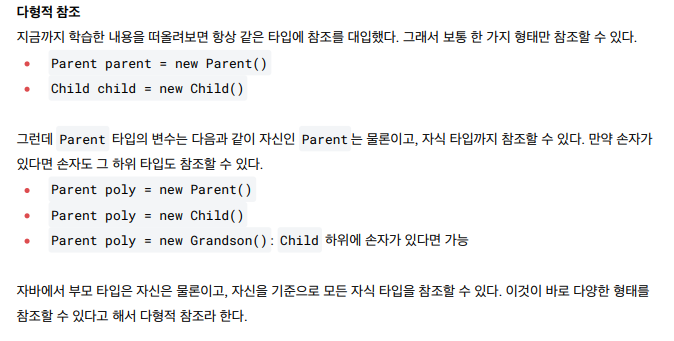 다형적 참조
지금까지 학습한 내용을 떠올려보면 항상 같은 타입에 참조를 대입했다. 그래서 보통 한 가지 형태만 참조할 수 있다.
• Parent parent = new Parent()
• Child child = new Child()
그런데 Parent 타입의 변수는 다음과 같이 자신인 Parent는 물론이고, 자식 타입까지 참조할 수 있다. 만약 손자가
있다면 손자도 그 하위 타입도 참조할 수 있다.
• Parent poly = new Parent()
• Parent poly = new Child()
• Parent poly = new Grandson(): Child 하위에 손자가 있다면 가능
자바에서 부모 타입은 자신은 물론이고, 자신을 기준으로 모든 자식 타입을 참조할 수 있다. 이것이 바로 다양한 형태를
참조할 수 있다고 해서 다형적 참조라 한다.